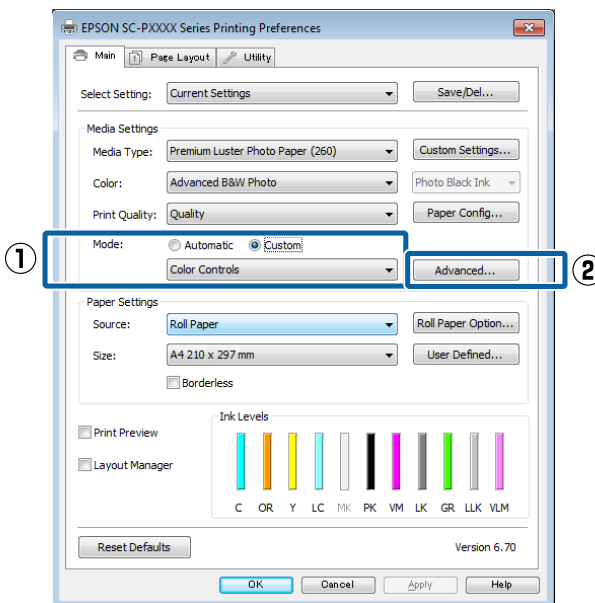 EPSON SC-PXXXX Series Printing Preferences
Main Page Layout Utility
Select Setting: Current Settings Save/Del...
Media Settings
Media Type: Premium Luster Photo Paper (260) Custom Settings...
Color: Advanced B&W Photo Photo Black Ink
Print Quality: Quality Paper Config...
Mode: Automatic Custom
① Color Controls Advanced... ②
Paper Settings
Source: Roll Paper Roll Paper Option...
Size: A4 210 x 297 mm User Defined...
Borderless
Ink Levels
Print Preview
Layout Manager
C OR Y LC MK PK VM LK GR LLK VLM
Reset Defaults Version 6.70
OK Cancel Apply Help